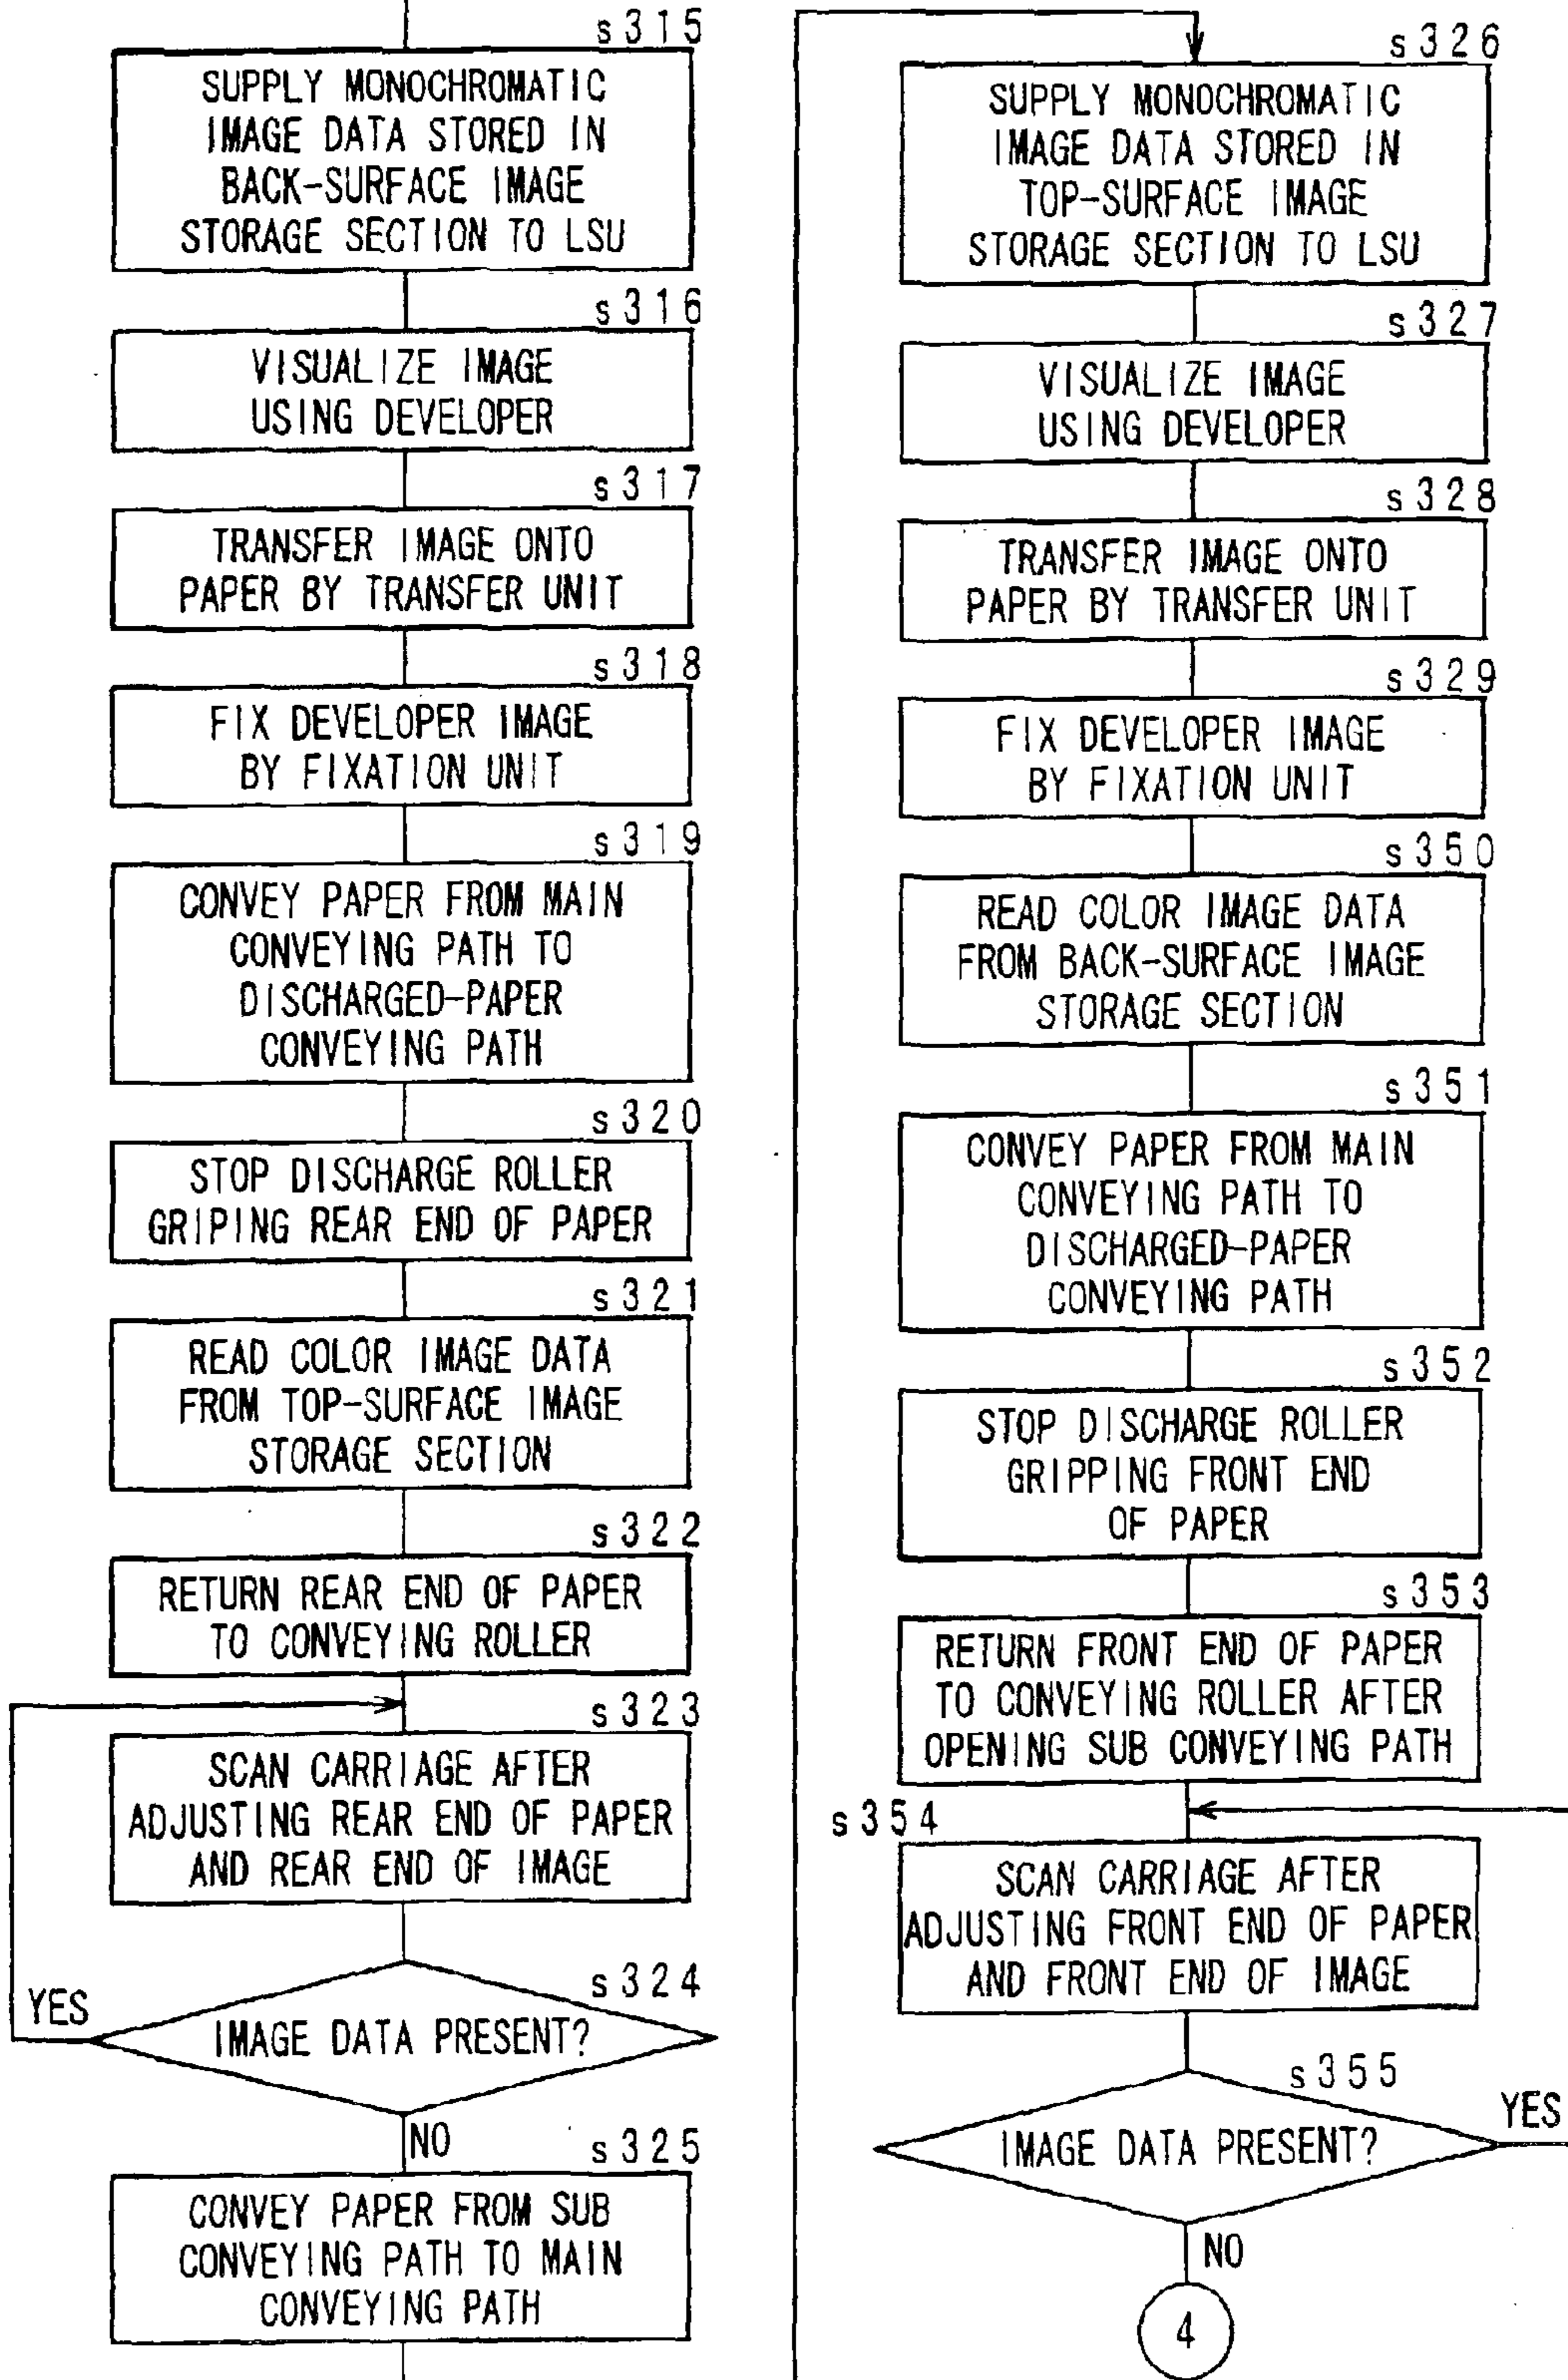 s315
SUPPLY MONOCHROMATIC
IMAGE DATA STORED IN
BACK-SURFACE IMAGE
STORAGE SECTION TO LSU
s316
VISUALIZE IMAGE
USING DEVELOPER
s317
TRANSFER IMAGE ONTO
PAPER BY TRANSFER UNIT
s318
FIX DEVELOPER IMAGE
BY FIXATION UNIT
s319
CONVEY PAPER FROM MAIN
CONVEYING PATH TO
DISCHARGED-PAPER
CONVEYING PATH
s320
STOP DISCHARGE ROLLER
GRIPING REAR END OF PAPER
s321
READ COLOR IMAGE DATA
FROM TOP-SURFACE IMAGE
STORAGE SECTION
s322
RETURN REAR END OF PAPER
TO CONVEYING ROLLER
s323
SCAN CARRIAGE AFTER
ADJUSTING REAR END OF PAPER
AND REAR END OF IMAGE
s324
YES
IMAGE DATA PRESENT?
NO
s325
CONVEY PAPER FROM SUB
CONVEYING PATH TO MAIN
CONVEYING PATH
s326
SUPPLY MONOCHROMATIC
IMAGE DATA STORED IN
TOP-SURFACE IMAGE
STORAGE SECTION TO LSU
s327
VISUALIZE IMAGE
USING DEVELOPER
s328
TRANSFER IMAGE ONTO
PAPER BY TRANSFER UNIT
s329
FIX DEVELOPER IMAGE
BY FIXATION UNIT
s350
READ COLOR IMAGE DATA
FROM BACK-SURFACE IMAGE
STORAGE SECTION
s351
CONVEY PAPER FROM MAIN
CONVEYING PATH TO
DISCHARGED-PAPER
CONVEYING PATH
s352
STOP DISCHARGE ROLLER
GRIPPING FRONT END
OF PAPER
s353
RETURN FRONT END OF PAPER
TO CONVEYING ROLLER AFTER
OPENING SUB CONVEYING PATH
s354
SCAN CARRIAGE AFTER
ADJUSTING FRONT END OF PAPER
AND FRONT END OF IMAGE
s355
YES
IMAGE DATA PRESENT?
NO
4